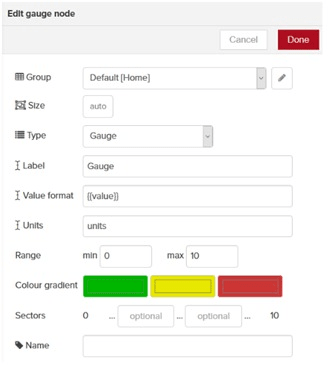 Edit gauge node
Cancel Done
Group Default [Home]
Size auto
Type Gauge
Label Gauge
Value format {{value}}
Units units
Range min 0 max 10
Colour gradient
Sectors 0 ... optional ... optional ... 10
Name